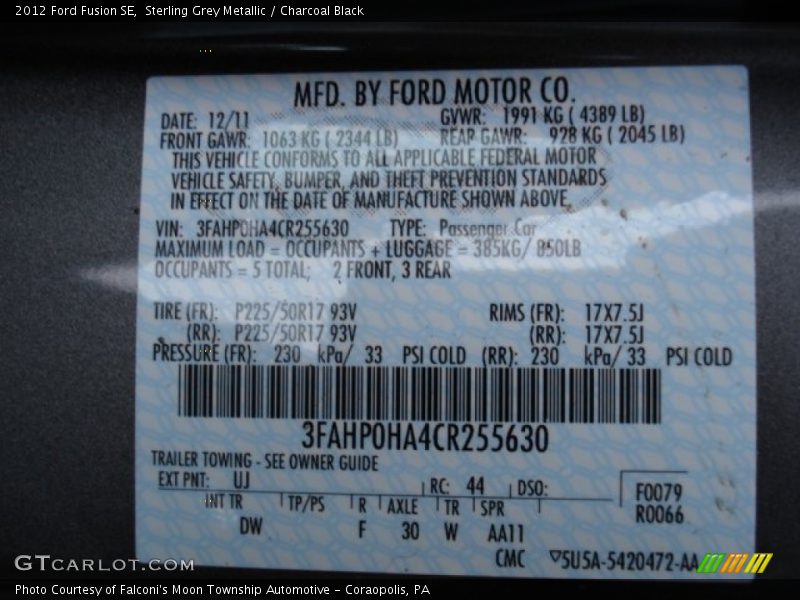 2012 Ford Fusion SE, Sterling Grey Metallic / Charcoal Black
MFD. BY FORD MOTOR CO.
DATE: 12/11 GVWR: 1991 KG ( 4389 LB)
FRONT GAWR: 1063 KG ( 2344 LB) REAR GAWR: 928 KG ( 2045 LB)
THIS VEHICLE CONFORMS TO ALL APPLICABLE FEDERAL MOTOR
VEHICLE SAFETY, BUMPER, AND THEFT PREVENTION STANDARDS
IN EFFECT ON THE DATE OF MANUFACTURE SHOWN ABOVE.
VIN: 3FAHP0HA4CR255630 TYPE: Passenger Car
MAXIMUM LOAD = OCCUPANTS + LUGGAGE = 385KG/ 850LB
OCCUPANTS = 5 TOTAL; 2 FRONT, 3 REAR
TIRE (FR): P225/50R17 93V RIMS (FR): 17X7.5J
(RR): P225/50R17 93V (RR): 17X7.5J
PRESSURE (FR): 230 kPa/ 33 PSI COLD (RR): 230 kPa/ 33 PSI COLD
3FAHP0HA4CR255630
TRAILER TOWING - SEE OWNER GUIDE
EXT PNT: UJ RC: 44 DSO: F0079
R0066
INT TR TP/PS R AXLE TR SPR
DW F 30 W AA11
CMC 5U5A-5420472-AA
GTCARLOT.COM
Photo Courtesy of Falconi's Moon Township Automotive - Coraopolis, PA